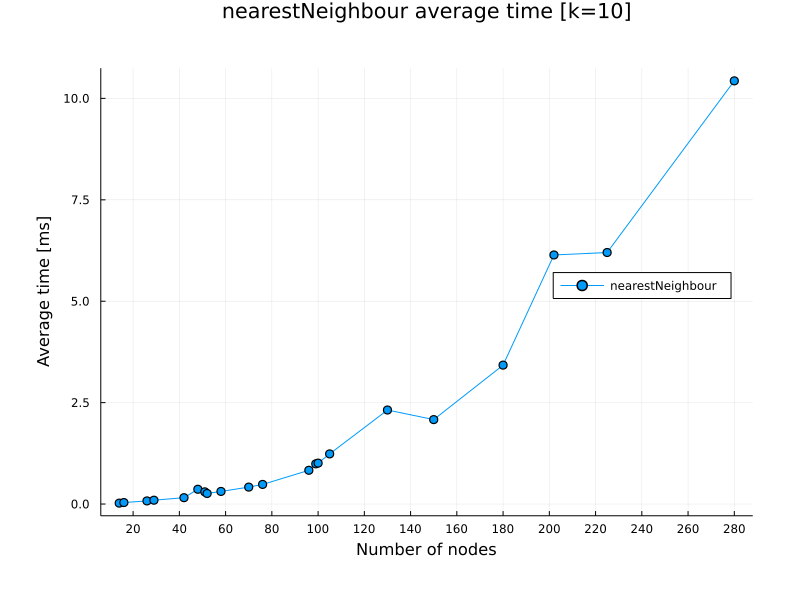 nearestNeighbour average time [k=10]
10.0
7.5
5.0
2.5
0.0
Average time [ms]
nearestNeighbour
20 40 60 80 100 120 140 160 180 200 220 240 260 280
Number of nodes